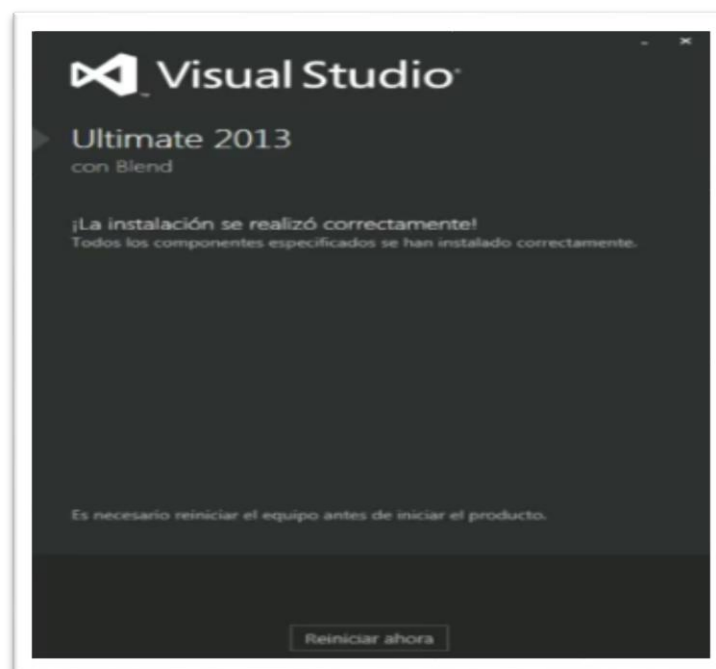 Visual Studio
Ultimate 2013
con Blend
¡La instalación se realizó correctamente!
Todos los componentes especificados se han instalado correctamente.
Es necesario reiniciar el equipo antes de iniciar el producto.
Reiniciar ahora